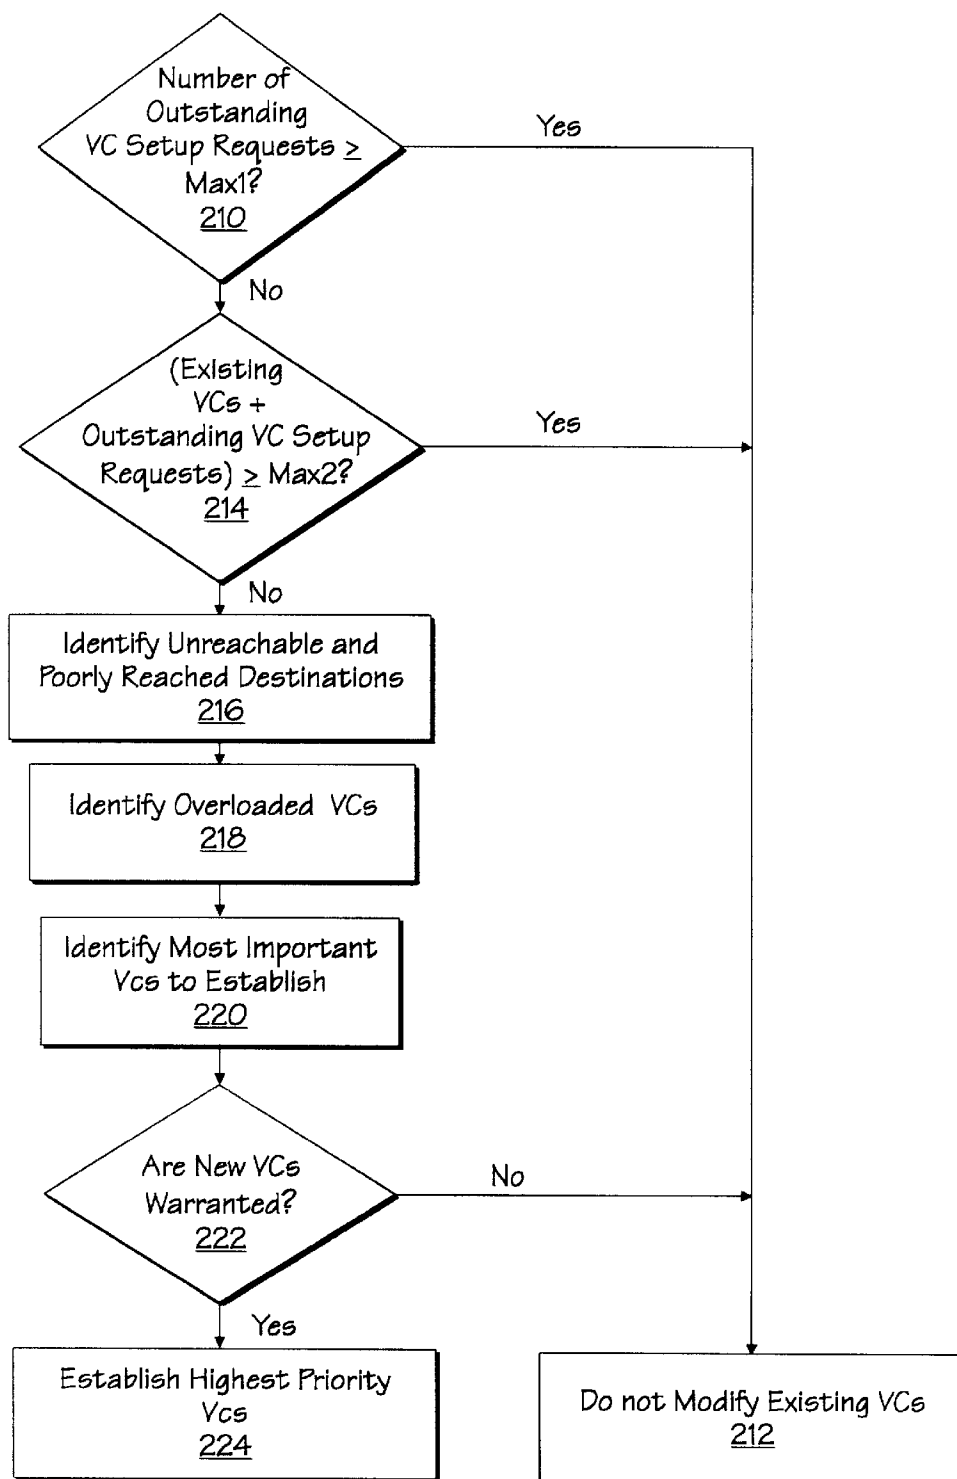 Number of
Outstanding
VC Setup Requests ≥
Max1?
210
Yes
No
(Existing
VCs +
Outstanding VC Setup
Requests) ≥ Max2?
214
Yes
No
Identify Unreachable and
Poorly Reached Destinations
216
Identify Overloaded VCs
218
Identify Most Important
Vcs to Establish
220
Are New VCs
Warranted?
222
No
Yes
Establish Highest Priority
Vcs
224
Do not Modify Existing VCs
212